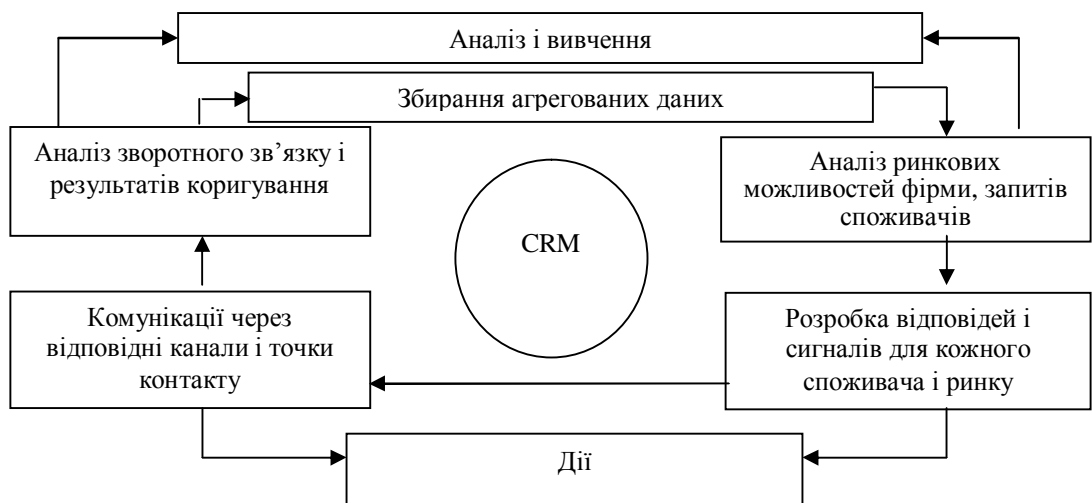 Аналіз і вивчення
Збирання агрегованих даних
Аналіз зворотного зв’язку і
результатів коригування
Аналіз ринкових
можливостей фірми, запитів
споживачів
CRM
Комунікації через
відповідні канали і точки
контакту
Розробка відповідей і
сигналів для кожного
споживача і ринку
Дії